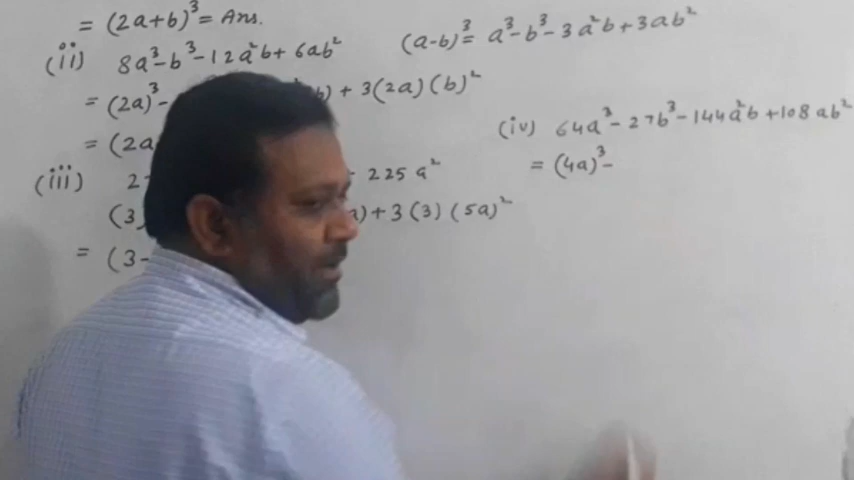 = (2a+b)³ = Ans.
(a-b)³ = a³-b³-3a²b+3ab²
(ii) 8a³-b³-12a²b+6ab²
= (2a)³- b) + 3(2a)(b)²
= (2a
(iii) 2 - 225a²
(3) a)+3(3)(5a)²
= (3-
(iv) 64a³-27b³-144a²b+108ab²
= (4a)³-